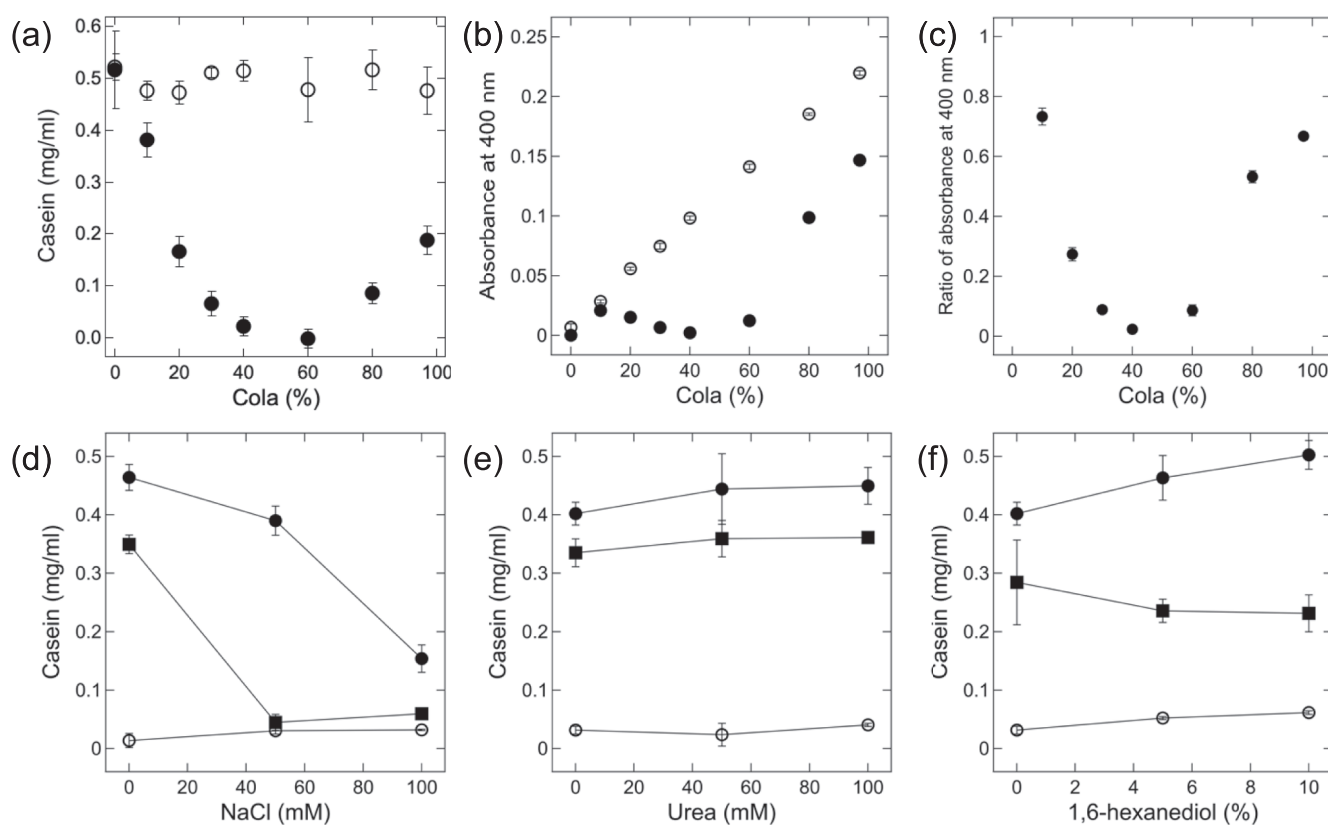 (a)
Casein (mg/ml)
0.6
0.5
0.4
0.3
0.2
0.1
0.0
0 20 40 60 80 100
Cola (%)
(b)
Absorbance at 400 nm
0.25
0.2
0.15
0.1
0.05
0
0 20 40 60 80 100
Cola (%)
(c)
Ratio of absorbance at 400 nm
1
0.8
0.6
0.4
0.2
0
0 20 40 60 80 100
Cola (%)
(d)
Casein (mg/ml)
0.5
0.4
0.3
0.2
0.1
0
0 20 40 60 80 100
NaCl (mM)
(e)
Casein (mg/ml)
0.5
0.4
0.3
0.2
0.1
0
0 20 40 60 80 100
Urea (mM)
(f)
Casein (mg/ml)
0.5
0.4
0.3
0.2
0.1
0
0 2 4 6 8 10
1,6-hexanediol (%)